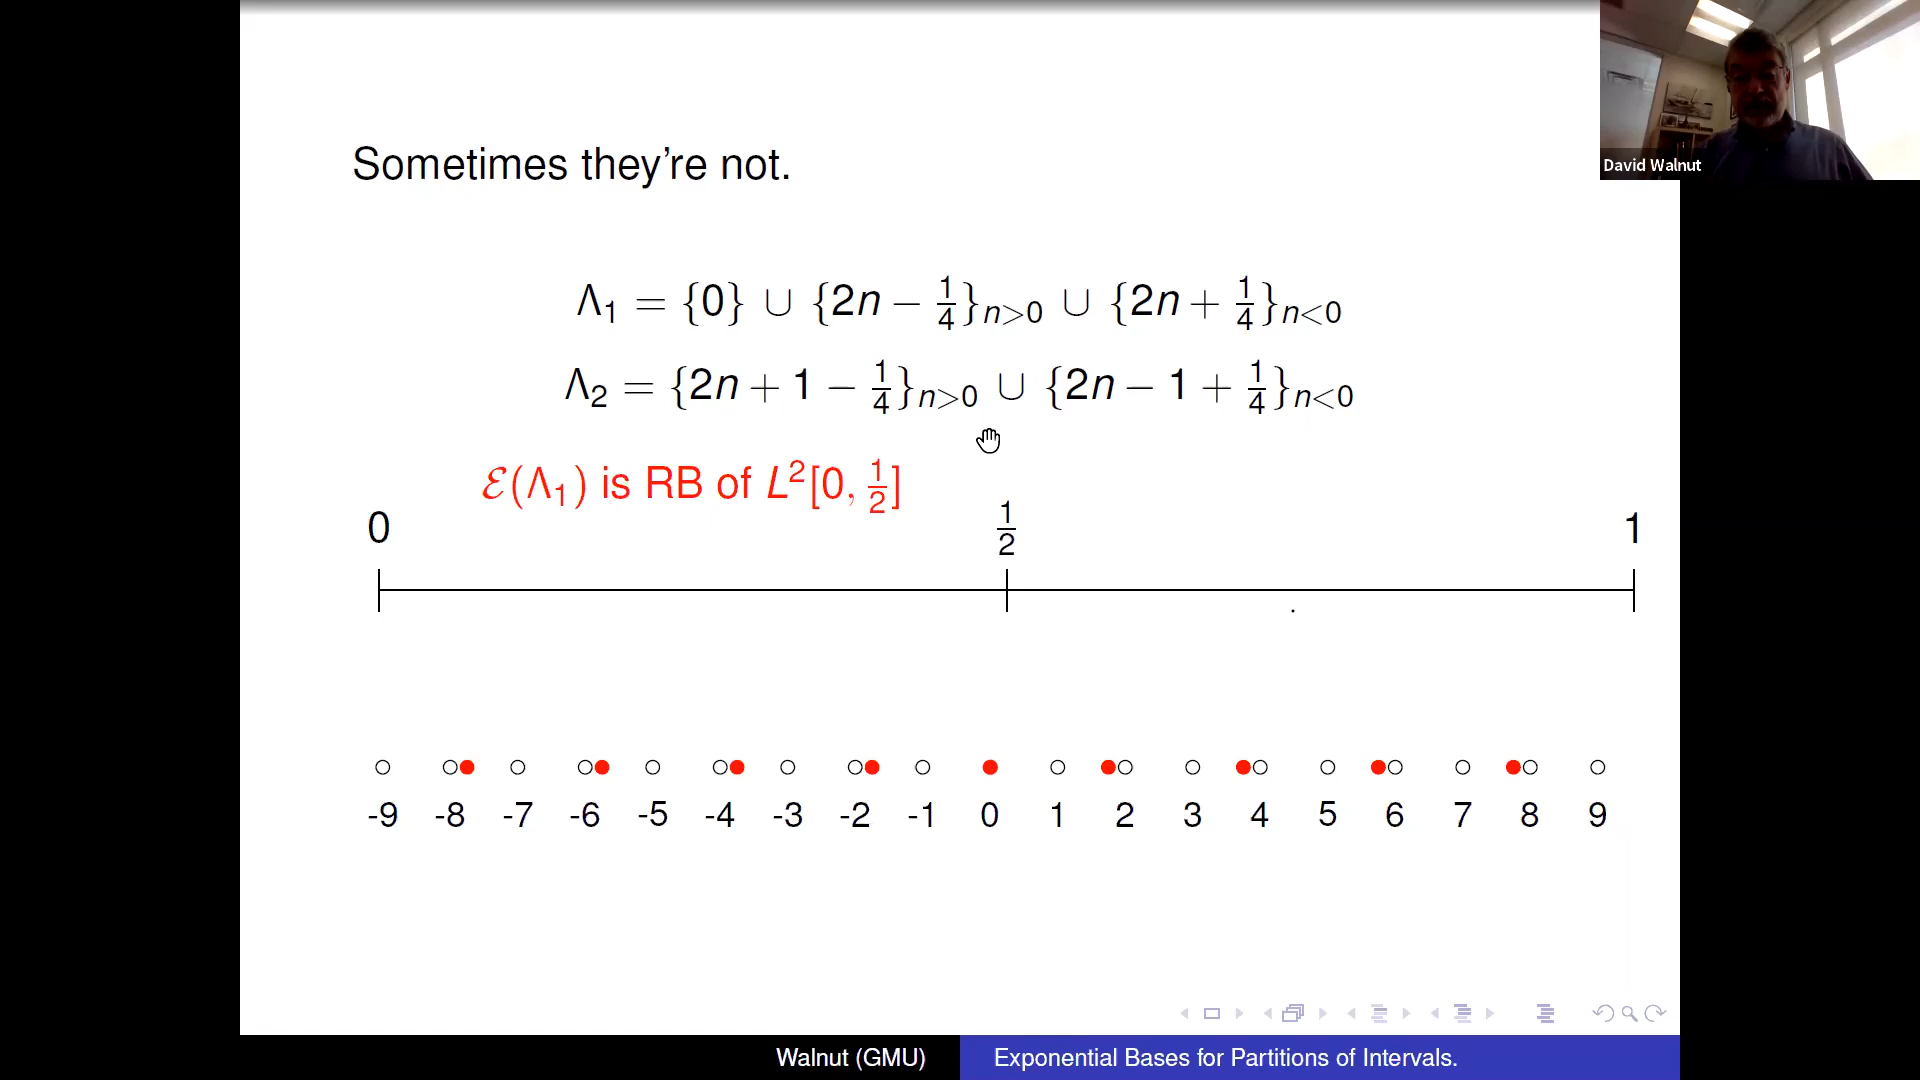 David Walnut
Sometimes they're not.
Λ₁ = {0} ∪ {2n − 1/4}ₙ>₀ ∪ {2n + 1/4}ₙ<₀
Λ₂ = {2n + 1 − 1/4}ₙ>₀ ∪ {2n − 1 + 1/4}ₙ<₀
ℰ(Λ₁) is RB of L²[0, 1/2]
0 1/2 1
-9 -8 -7 -6 -5 -4 -3 -2 -1 0 1 2 3 4 5 6 7 8 9
Walnut (GMU) Exponential Bases for Partitions of Intervals.